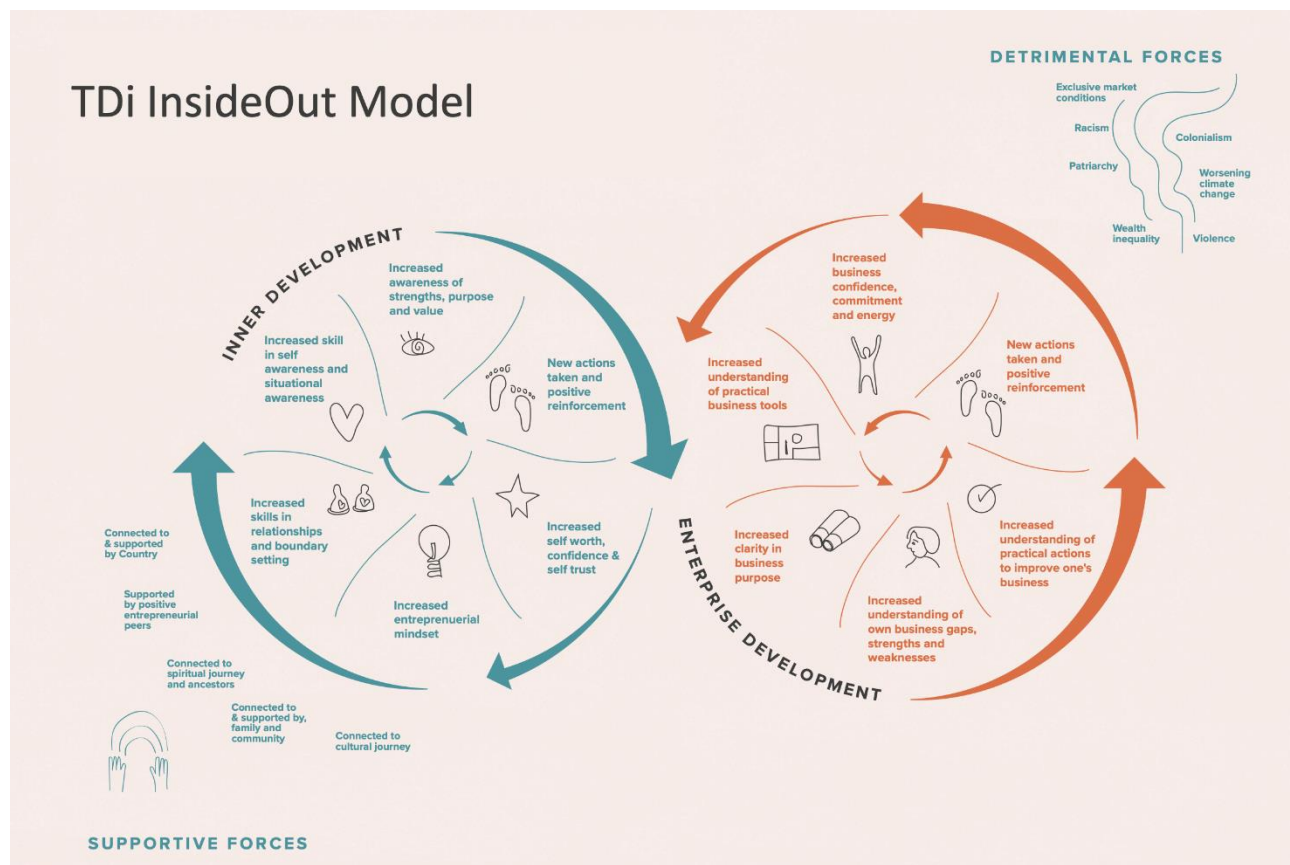 TDi InsideOut Model
DETRIMENTAL FORCES
Exclusive market
conditions
Racism
Colonialism
Patriarchy
Worsening
climate
change
Wealth
inequality
Violence
INNER DEVELOPMENT
Increased
awareness of
strengths, purpose
and value
Increased skill
in self
awareness and
situational
awareness
New actions
taken and
positive
reinforcement
Increased
skills in
relationships
and boundary
setting
Increased
self worth,
confidence &
self trust
Increased
entreprenuerial
mindset
Increased
business
confidence,
commitment
and energy
Increased
understanding
of practical
business tools
New actions
taken and
positive
reinforcement
Increased
clarity in
business
purpose
Increased
understanding of
practical actions
to improve one's
business
Increased
understanding of
own business gaps,
strengths and
weaknesses
ENTERPRISE DEVELOPMENT
Connected to
& supported
by Country
Supported
by positive
entrepreneurial
peers
Connected to
spiritual journey
and ancestors
Connected to
& supported by,
family and
community
Connected to
cultural journey
SUPPORTIVE FORCES